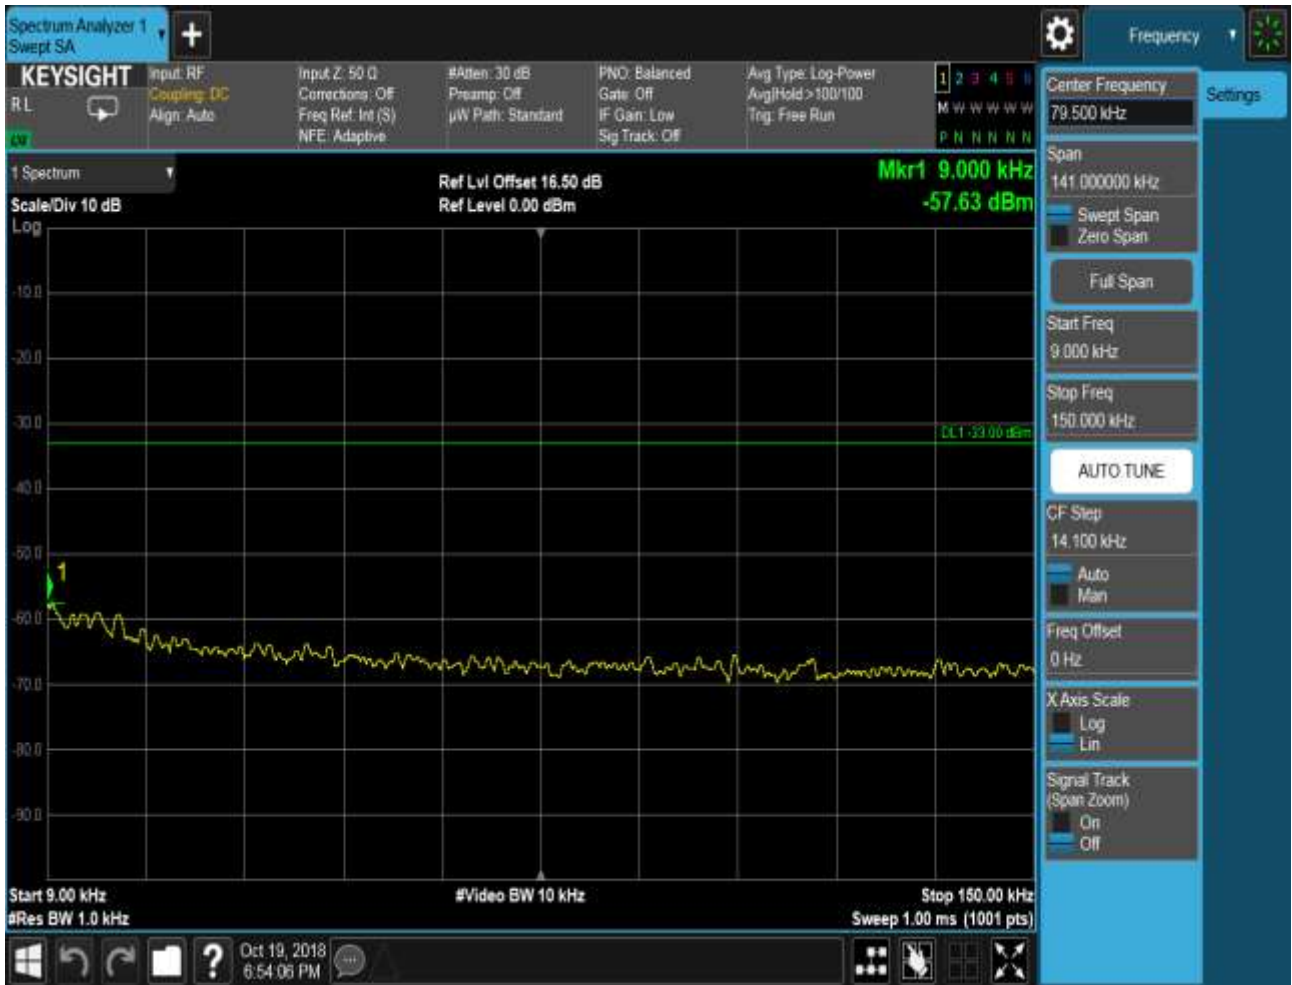 Spectrum Analyzer 1
Swept SA
+
Frequency
KEYSIGHT
RL
Input: RF
Coupling: DC
Align: Auto
Input Z: 50 Ω
Corrections: Off
Freq Ref: Int (S)
NFE: Adaptive
#Atten: 30 dB
Preamp: Off
µW Path: Standard
PNO: Balanced
Gate: Off
IF Gain: Low
Sig Track: Off
Avg Type: Log-Power
Avg|Hold:>100/100
Trig: Free Run
1 2 3 4 5 6
M W W W W W
P N N N N N
1 Spectrum
Scale/Div 10 dB
Log
Ref Lvl Offset 16.50 dB
Ref Level 0.00 dBm
Mkr1 9.000 kHz
-57.63 dBm
-10.0
-20.0
-30.0
DL1 -33.00 dBm
-40.0
-50.0
1
-60.0
-70.0
-80.0
-90.0
Start 9.00 kHz
#Video BW 10 kHz
Stop 150.00 kHz
#Res BW 1.0 kHz
Sweep 1.00 ms (1001 pts)
?
Oct 19, 2018
6:54:06 PM
Center Frequency
79.500 kHz
Settings
Span
141.000000 kHz
Swept Span
Zero Span
Full Span
Start Freq
9.000 kHz
Stop Freq
150.000 kHz
AUTO TUNE
CF Step
14.100 kHz
Auto
Man
Freq Offset
0 Hz
X Axis Scale
Log
Lin
Signal Track
(Span Zoom)
On
Off